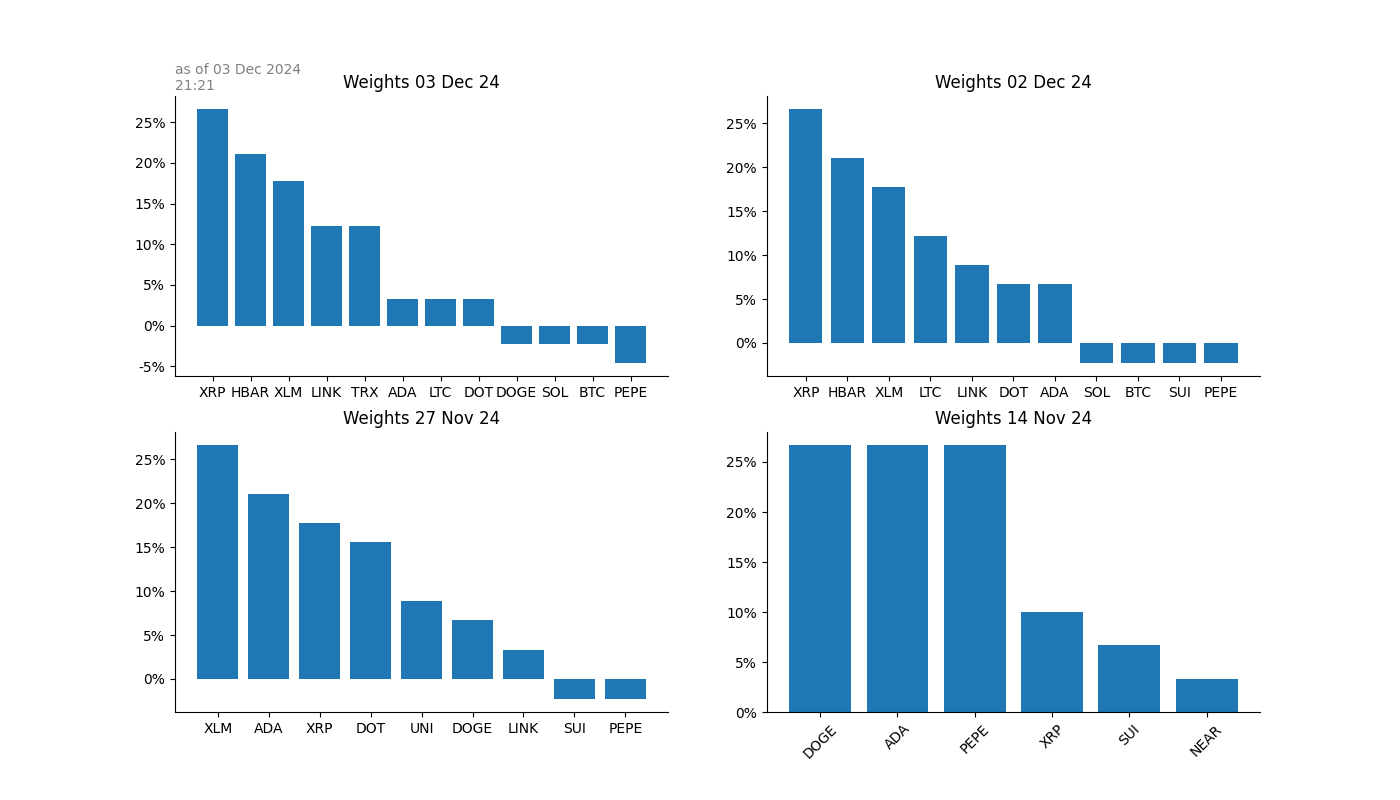 as of 03 Dec 2024
21:21
Weights 03 Dec 24
25%
20%
15%
10%
5%
0%
-5%
XRP HBAR XLM LINK TRX ADA LTC DOT DOGE SOL BTC PEPE
Weights 02 Dec 24
25%
20%
15%
10%
5%
0%
XRP HBAR XLM LTC LINK DOT ADA SOL BTC SUI PEPE
Weights 27 Nov 24
25%
20%
15%
10%
5%
0%
XLM ADA XRP DOT UNI DOGE LINK SUI PEPE
Weights 14 Nov 24
25%
20%
15%
10%
5%
0%
DOGE ADA PEPE XRP SUI NEAR